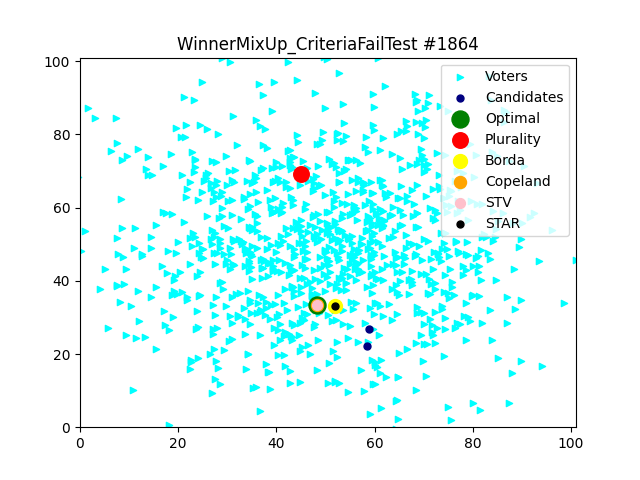 WinnerMixUp_CriteriaFailTest #1864
100
80
60
40
20
0
0 20 40 60 80 100
Voters
Candidates
Optimal
Plurality
Borda
Copeland
STV
STAR